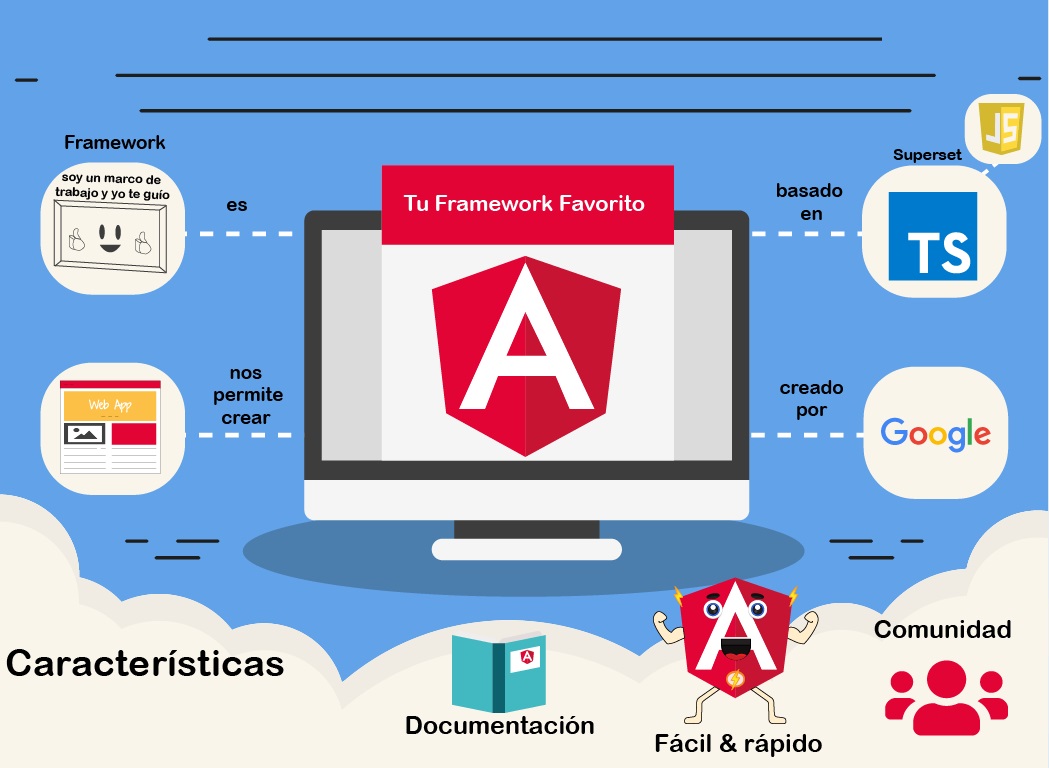 Framework
soy un marco de
trabajo y yo te guío
es
Tu Framework Favorito
basado
en
Superset
JS
TS
Web App
nos
permite
crear
A
creado
por
Google
Características
A
Documentación
A
Fácil & rápido
Comunidad